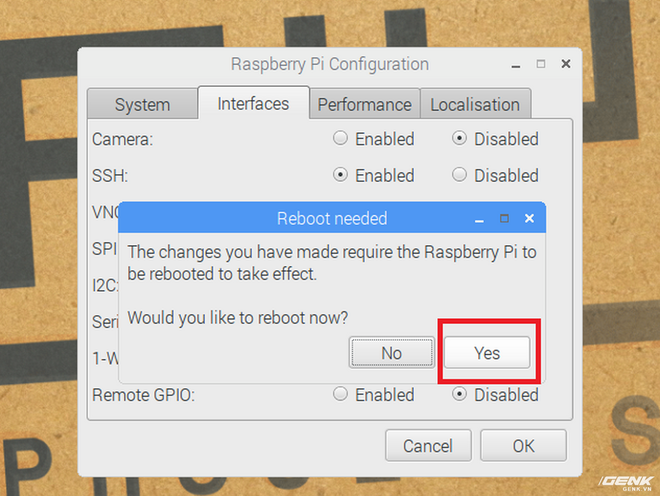 Raspberry Pi Configuration
System Interfaces Performance Localisation
Camera: Enabled Disabled
SSH: Enabled Disabled
VNC
Reboot needed
The changes you have made require the Raspberry Pi to
be rebooted to take effect.
SPI
I2C:
Would you like to reboot now?
Seri
No Yes
1-W
Remote GPIO: Enabled Disabled
Cancel OK
GENK
GENK.VN